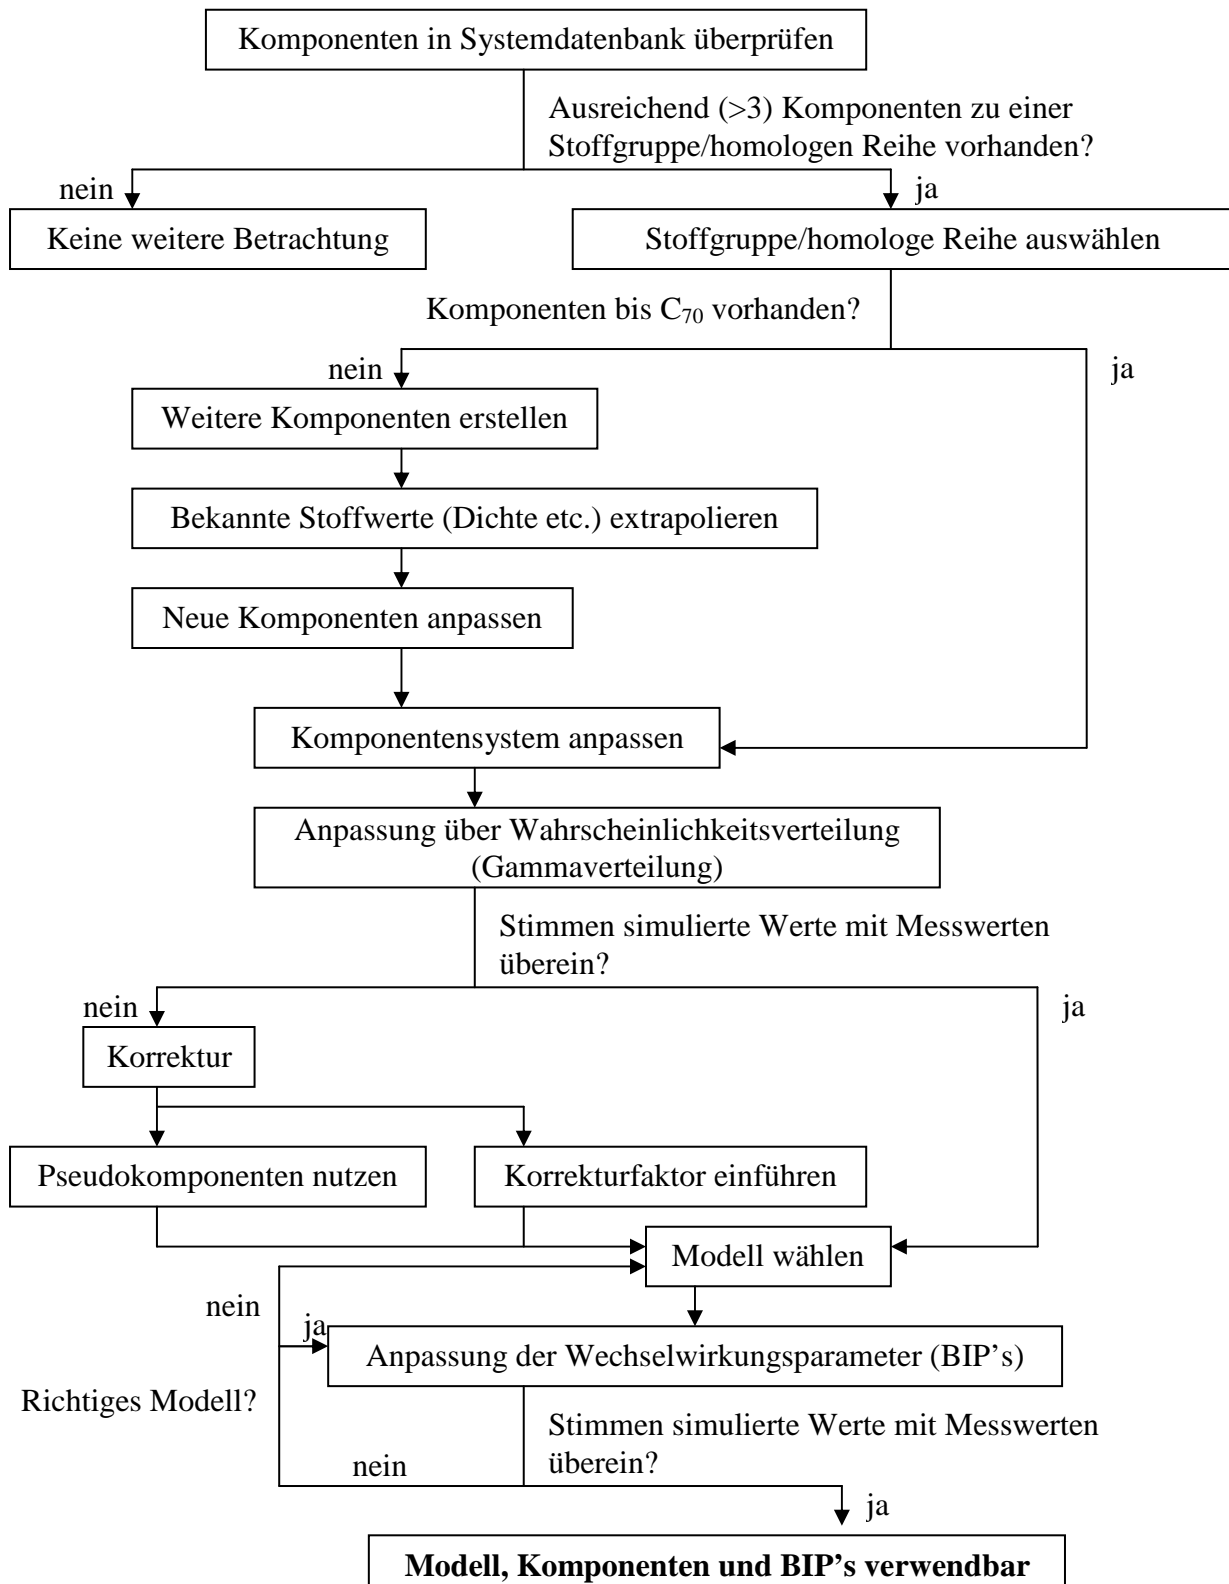 Komponenten in Systemdatenbank überprüfen
Ausreichend (>3) Komponenten zu einer
Stoffgruppe/homologen Reihe vorhanden?
nein
ja
Keine weitere Betrachtung
Stoffgruppe/homologe Reihe auswählen
Komponenten bis C₇₀ vorhanden?
nein
ja
Weitere Komponenten erstellen
Bekannte Stoffwerte (Dichte etc.) extrapolieren
Neue Komponenten anpassen
Komponentensystem anpassen
Anpassung über Wahrscheinlichkeitsverteilung
(Gammaverteilung)
Stimmen simulierte Werte mit Messwerten
überein?
nein
ja
Korrektur
Pseudokomponenten nutzen
Korrekturfaktor einführen
Modell wählen
nein
ja
Anpassung der Wechselwirkungsparameter (BIP's)
Richtiges Modell?
Stimmen simulierte Werte mit Messwerten
überein?
nein
ja
Modell, Komponenten und BIP's verwendbar